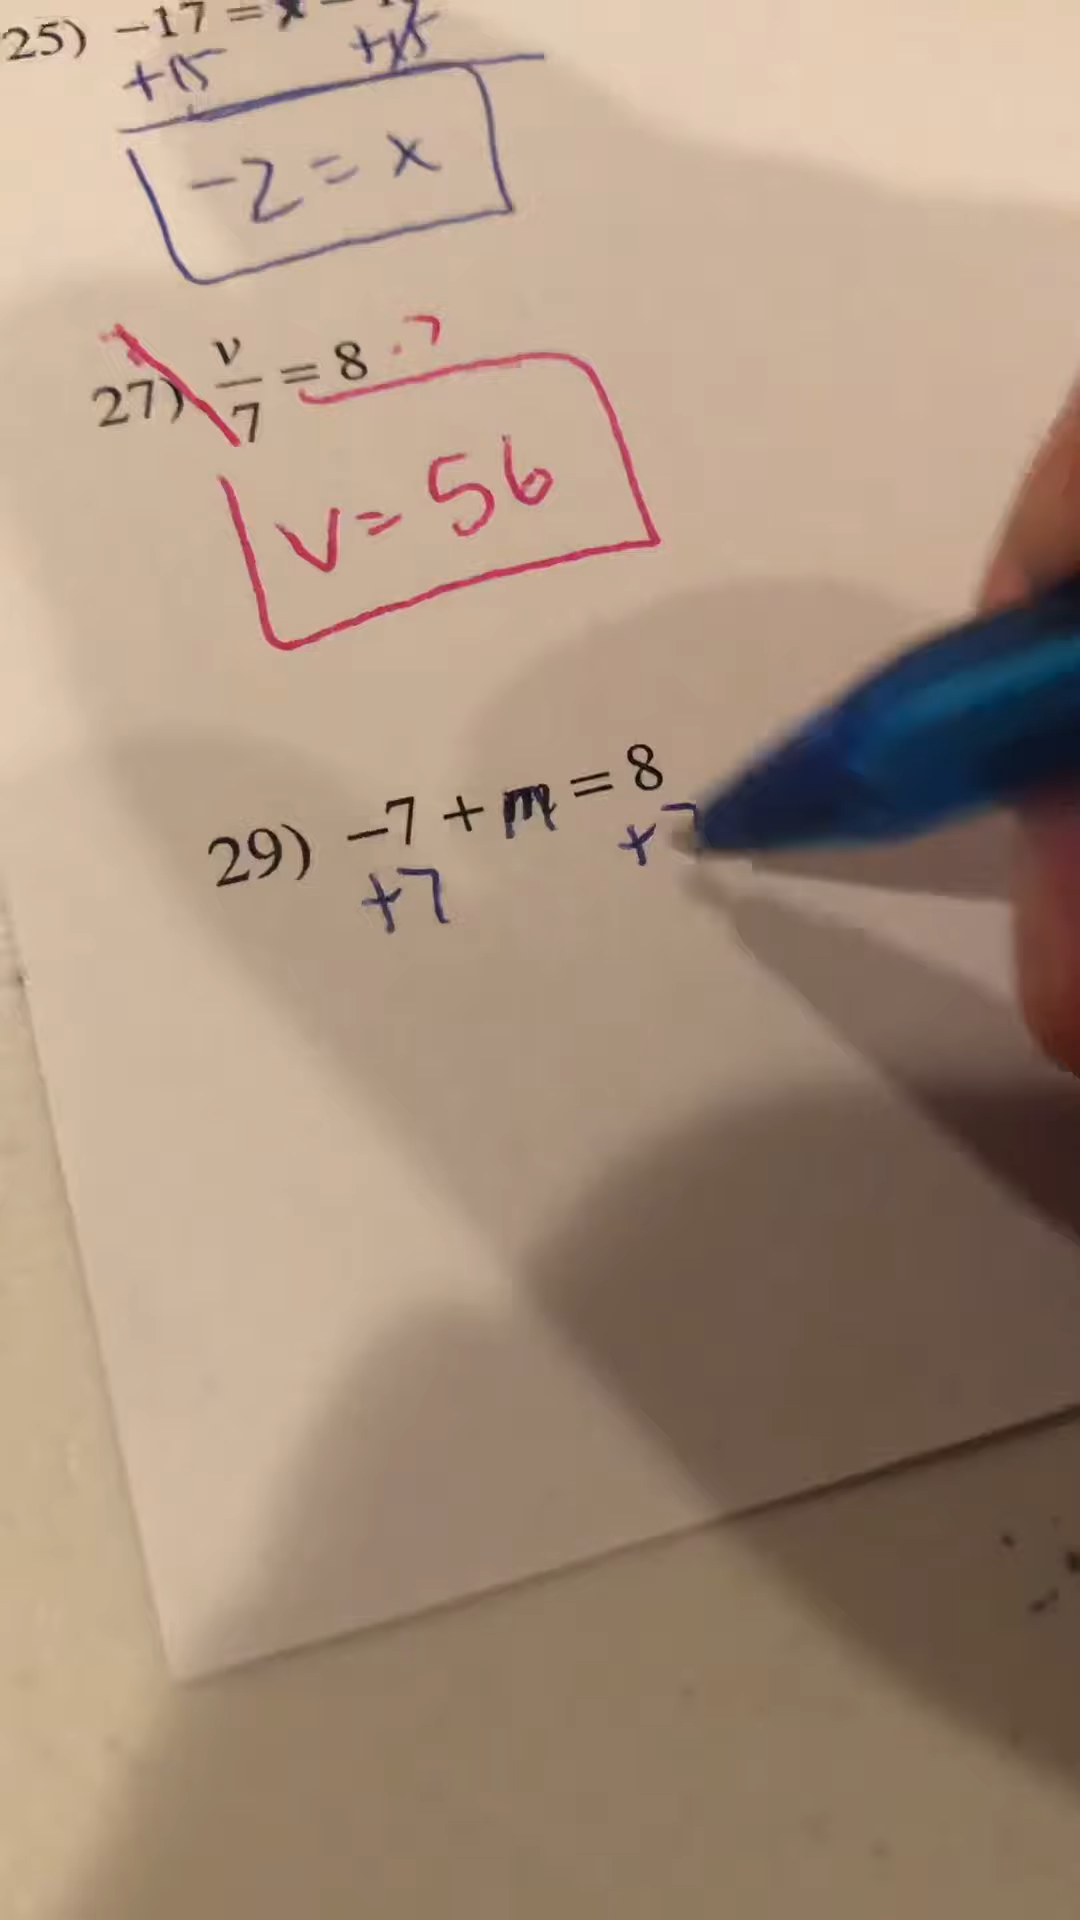 25) -17 = x -
+15 +15
-2 = x
27) v/7 = 8 . 7
v = 56
29) -7 + m = 8
+7 +7